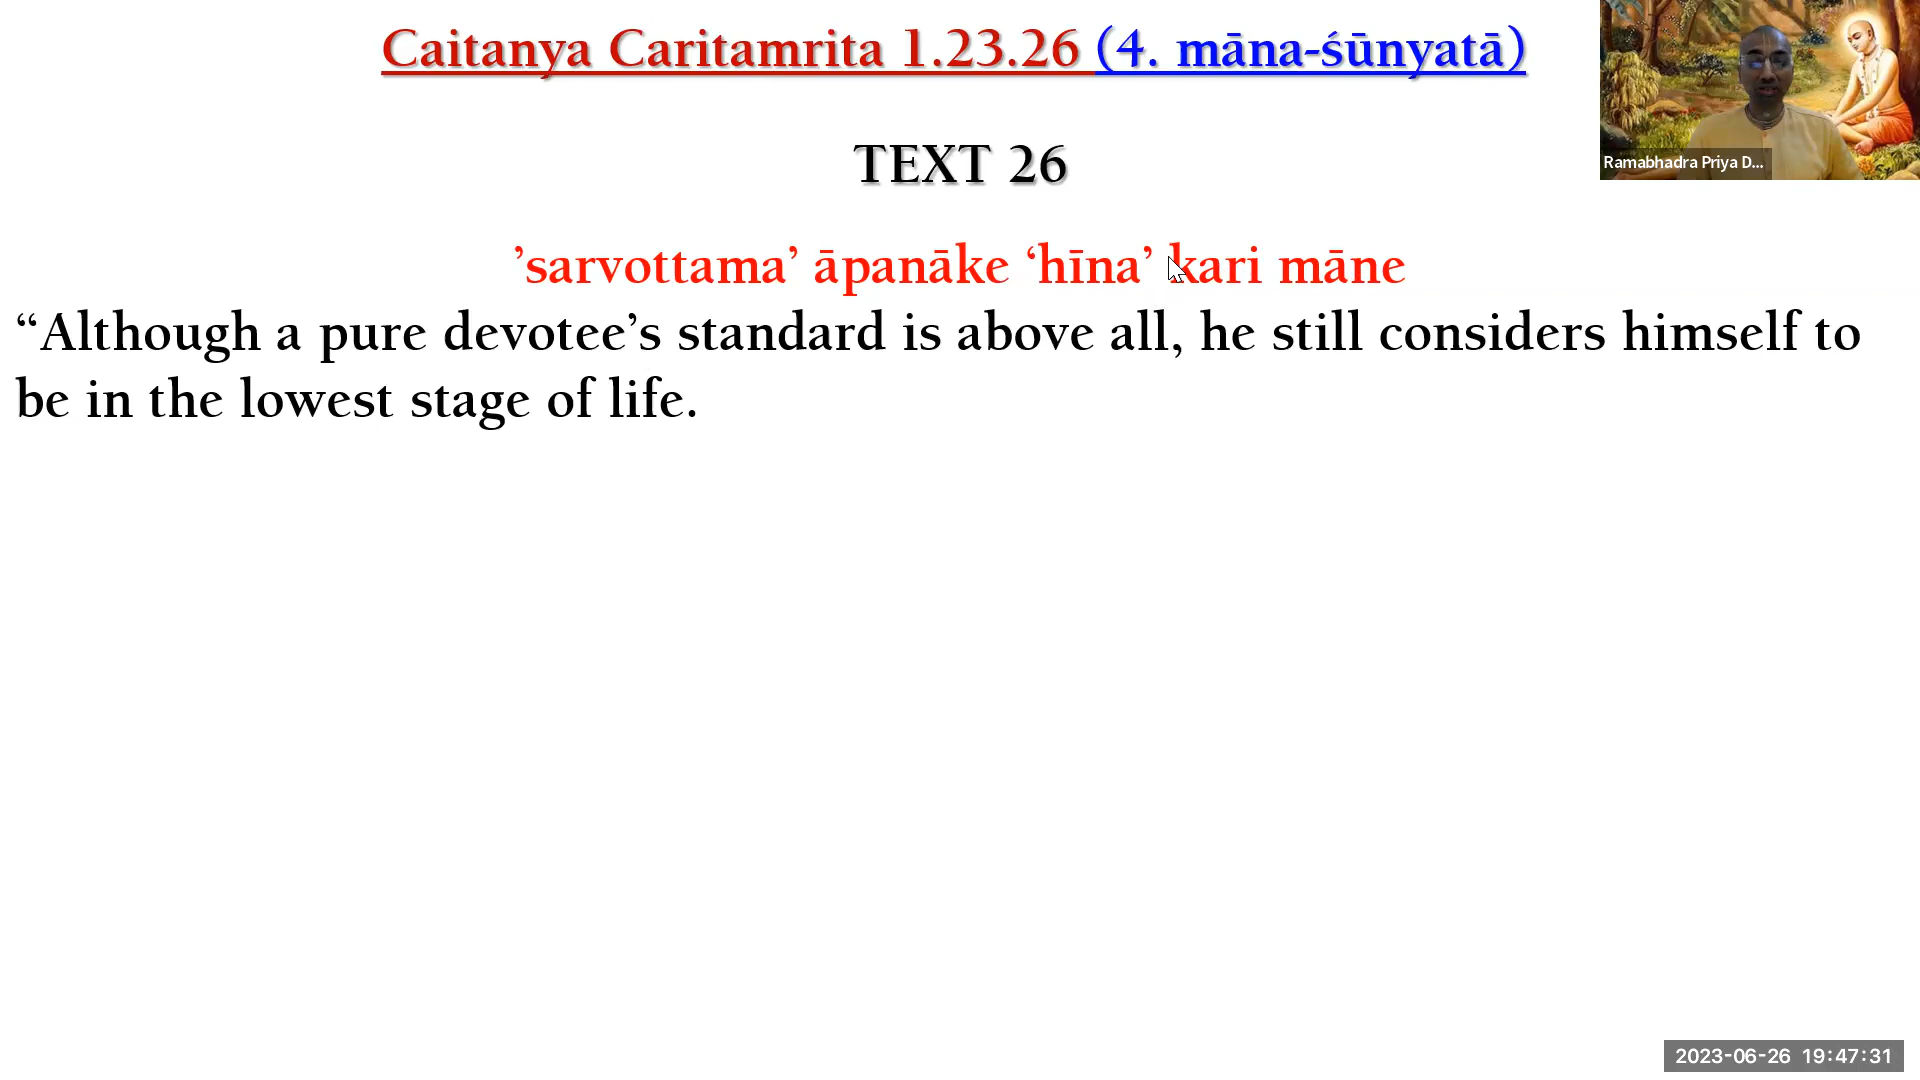 Caitanya Caritamrita 1.23.26 (4. māna-śūnyatā)
Ramabhadra Priya D...
TEXT 26
’sarvottama’ āpanāke ‘hīna’ kari māne
“Although a pure devotee’s standard is above all, he still considers himself to
be in the lowest stage of life.
2023-06-26 19:47:31